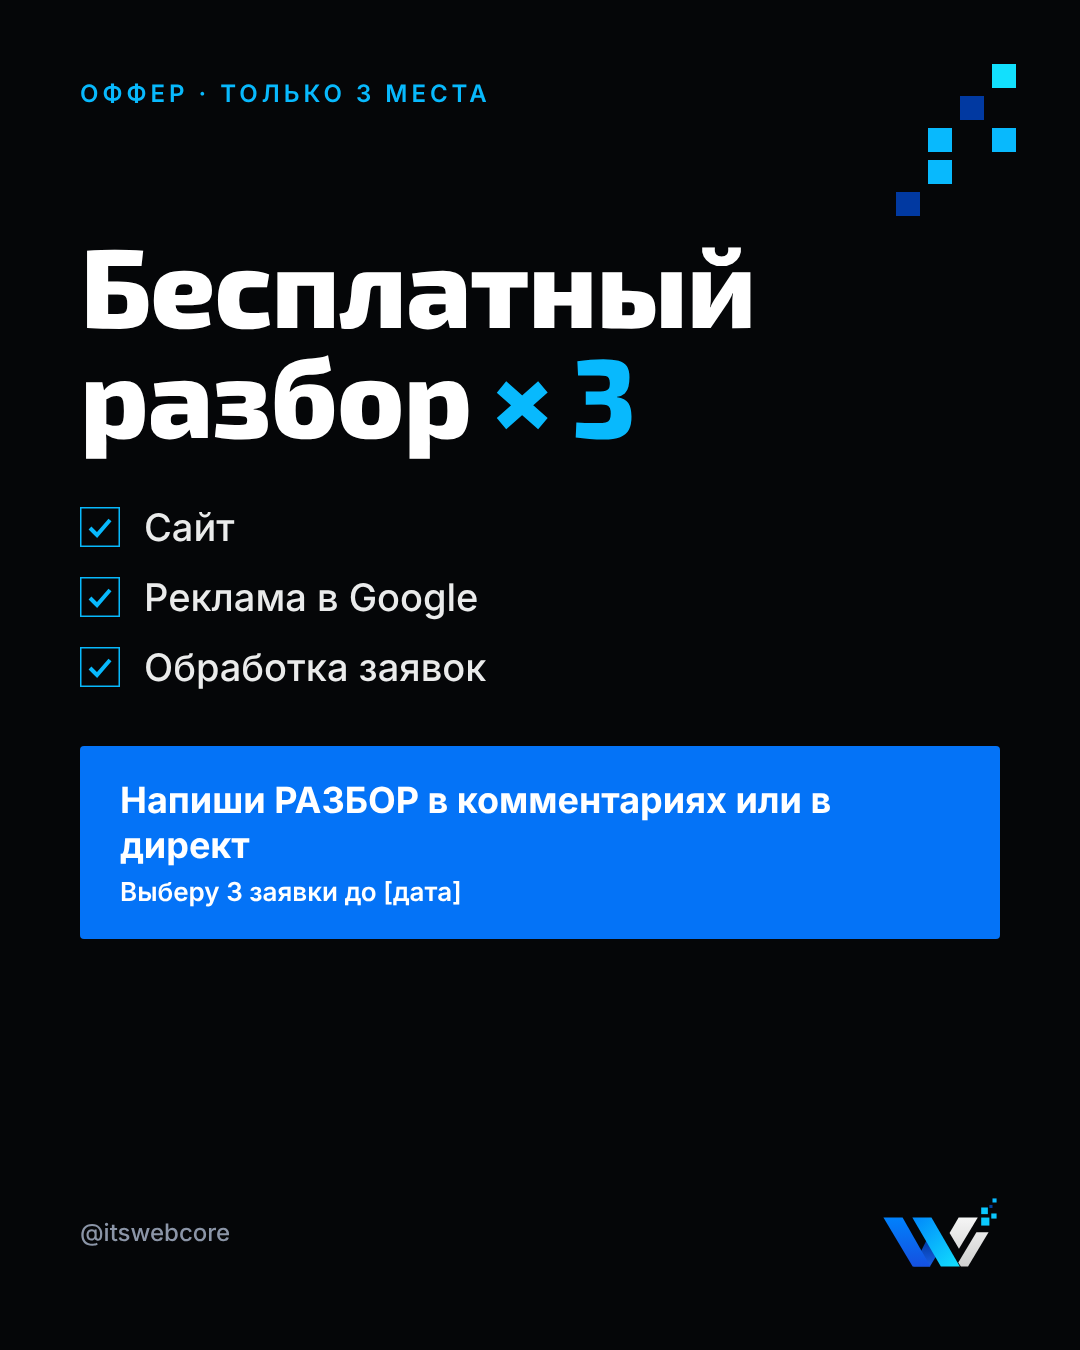 ОФФЕР · ТОЛЬКО 3 МЕСТА
Бесплатный
разбор × 3
Сайт
Реклама в Google
Обработка заявок
Напиши РАЗБОР в комментариях или в
директ
Выберу 3 заявки до [дата]
@itswebcore